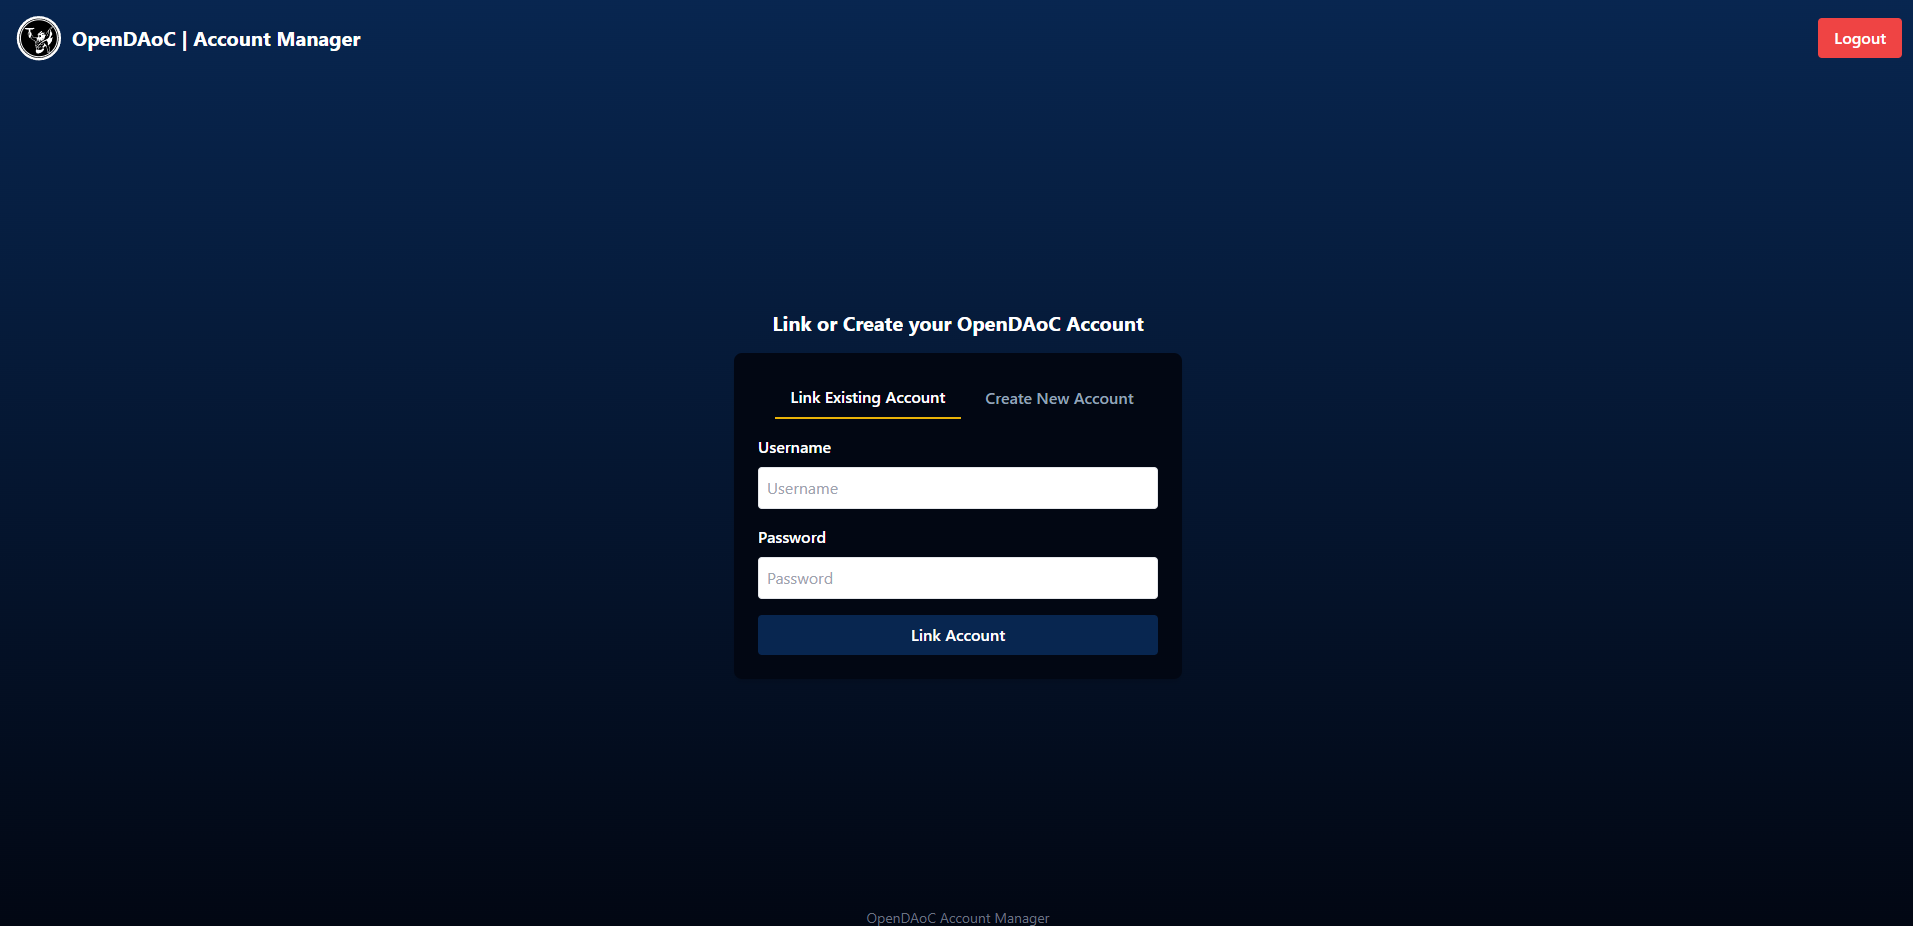 OpenDAoC | Account Manager
Logout
Link or Create your OpenDAoC Account
Link Existing Account
Create New Account
Username
Username
Password
Password
Link Account
OpenDAoC Account Manager